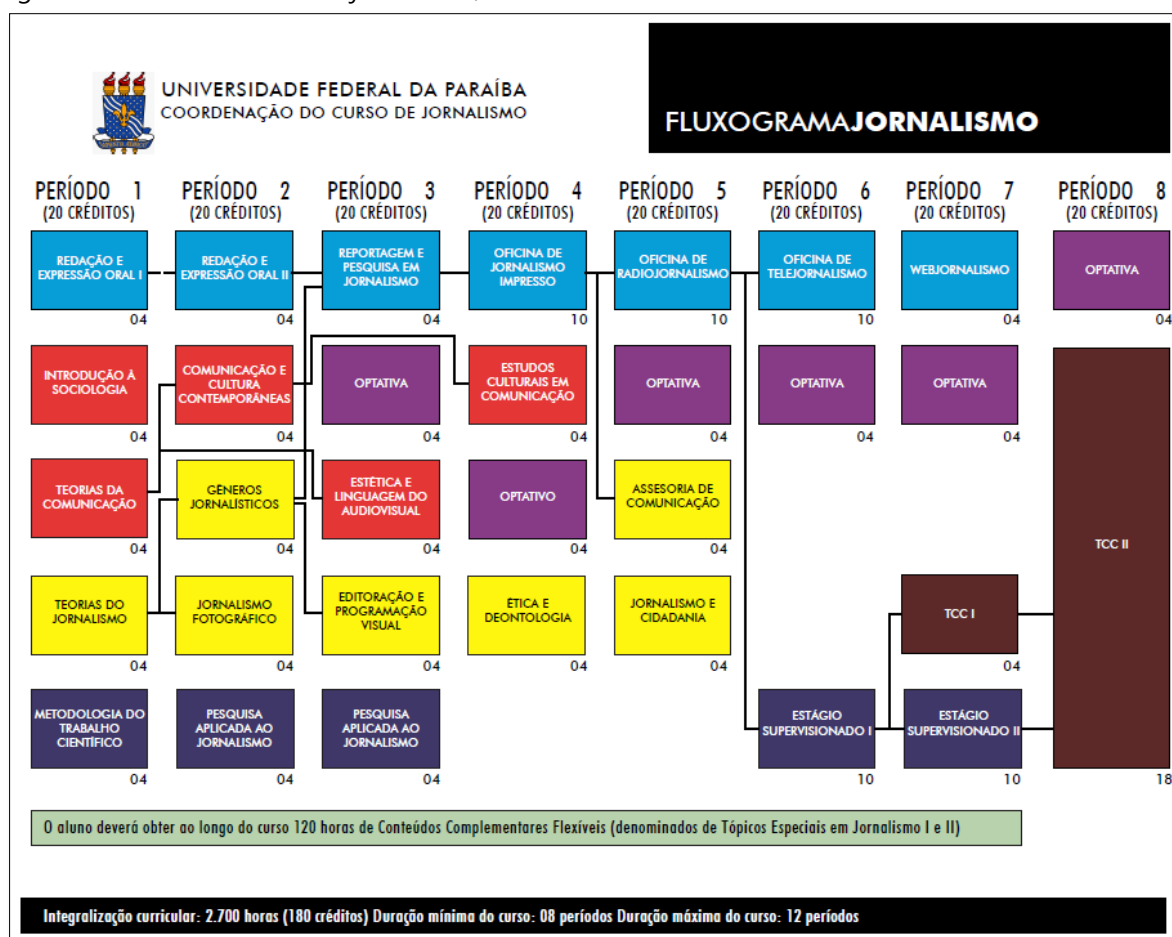 UNIVERSIDADE FEDERAL DA PARAÍBA
COORDENAÇÃO DO CURSO DE JORNALISMO
FLUXOGRAMAJORNALISMO
PERÍODO 1
(20 CRÉDITOS)
PERÍODO 2
(20 CRÉDITOS)
PERÍODO 3
(20 CRÉDITOS)
PERÍODO 4
(20 CRÉDITOS)
PERÍODO 5
(20 CRÉDITOS)
PERÍODO 6
(20 CRÉDITOS)
PERÍODO 7
(20 CRÉDITOS)
PERÍODO 8
(20 CRÉDITOS)
REDAÇÃO E
EXPRESSÃO ORAL I
04
REDAÇÃO E
EXPRESSÃO ORAL II
04
REPORTAGEM E
PESQUISA EM
JORNALISMO
04
OFICINA DE
JORNALISMO
IMPRESSO
10
OFICINA DE
RADIOJORNALISMO
10
OFICINA DE
TELEJORNALISMO
10
WEBJORNALISMO
04
OPTATIVA
04
INTRODUÇÃO À
SOCIOLOGIA
04
COMUNICAÇÃO E
CULTURA
CONTEMPORÂNEAS
04
OPTATIVA
04
ESTUDOS
CULTURAIS EM
COMUNICAÇÃO
04
OPTATIVA
04
OPTATIVA
04
OPTATIVA
04
TEORIAS DA
COMUNICAÇÃO
04
GÊNEROS
JORNALÍSTICOS
04
ESTÉTICA E
LINGUAGEM DO
AUDIOVISUAL
04
OPTATIVO
04
ASSESORIA DE
COMUNICAÇÃO
04
TCC II
18
TEORIAS DO
JORNALISMO
04
JORNALISMO
FOTOGRÁFICO
04
EDITORAÇÃO E
PROGRAMAÇÃO
VISUAL
04
ÉTICA E
DEONTOLOGIA
04
JORNALISMO E
CIDADANIA
04
TCC I
04
METODOLOGIA DO
TRABALHO
CIENTÍFICO
04
PESQUISA
APLICADA AO
JORNALISMO
04
PESQUISA
APLICADA AO
JORNALISMO
04
ESTÁGIO
SUPERVISIONADO I
10
ESTÁGIO
SUPERVISIONADO II
10
O aluno deverá obter ao longo do curso 120 horas de Conteúdos Complementares Flexíveis (denominados de Tópicos Especiais em Jornalismo I e II)
Integralização curricular: 2.700 horas (180 créditos) Duração mínima do curso: 08 períodos Duração máxima do curso: 12 períodos